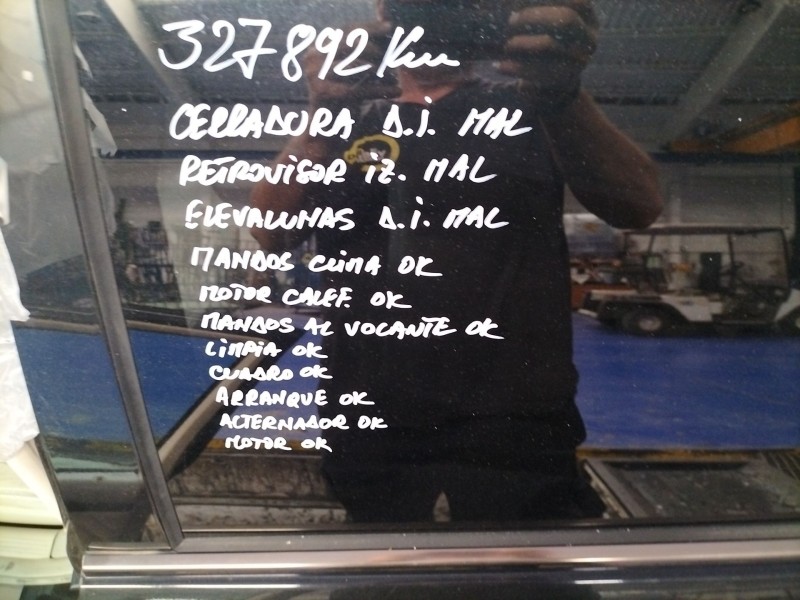 327892 Km
CERRADURA D.I. MAL
RETROVISOR IZ. MAL
ELEVALUNAS D.I. MAL
MANDOS CLIMA OK
MOTOR CALEF. OK
MANDOS AL VOLANTE OK
LIMPIA OK
CUADRO OK
ARRANQUE OK
ALTERNADOR OK
MOTOR OK